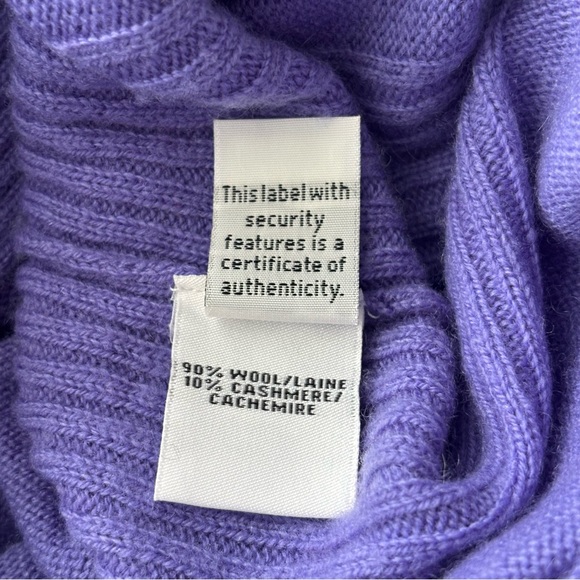 This label with
security
features is a
certificate of
authenticity.
90% WOOL/LAINE
10% CASHMERE/
CACHEMIRE